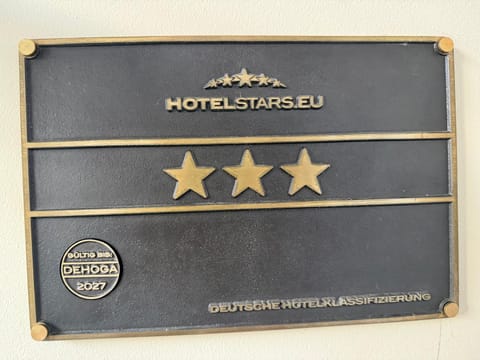 HOTELSTARS.EU
GÜLTIG BIS:
DEHOGA
2027
DEUTSCHE HOTELKLASSIFIZIERUNG